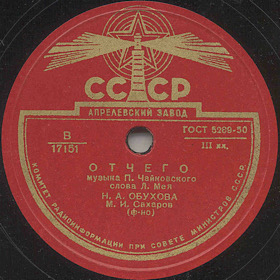 СССР
АПРЕЛЕВСКИЙ ЗАВОД
В
17151
ГОСТ 5289-50
III кл.
ОТЧЕГО
музыка П. Чайковского
слова Л. Мея
Н. А. ОБУХОВА
М. И. Сахаров
(ф-но)
КОМИТЕТ РАДИОИНФОРМАЦИИ ПРИ СОВЕТЕ МИНИСТРОВ СССР